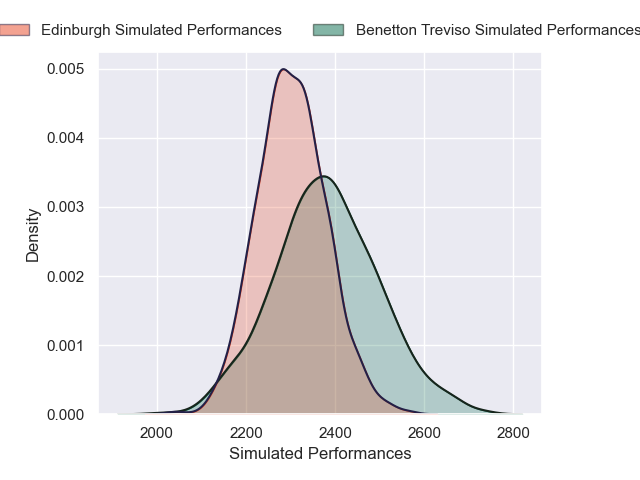 Edinburgh Simulated Performances Benetton Treviso Simulated Performances
0.005
0.004
0.003
0.002
0.001
0.000
Density
2000 2200 2400 2600 2800
Simulated Performances